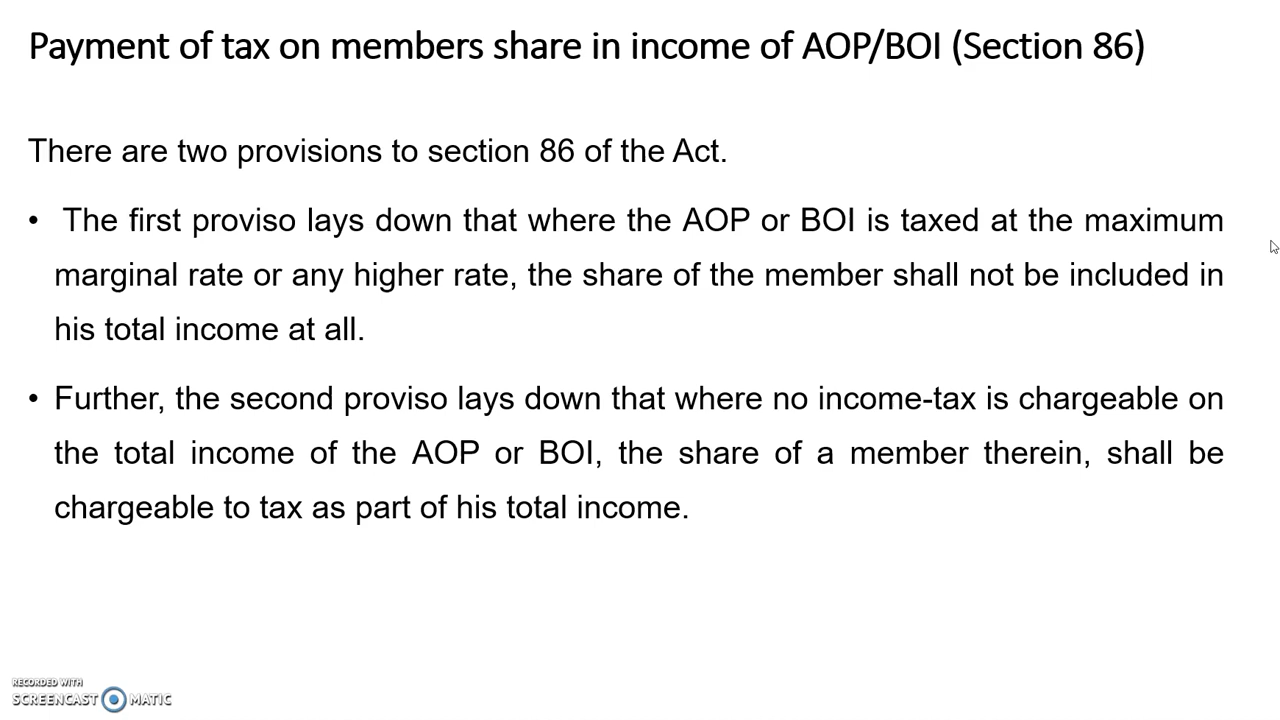 Payment of tax on members share in income of AOP/BOI (Section 86)
There are two provisions to section 86 of the Act.
• The first proviso lays down that where the AOP or BOI is taxed at the maximum
marginal rate or any higher rate, the share of the member shall not be included in
his total income at all.
• Further, the second proviso lays down that where no income-tax is chargeable on
the total income of the AOP or BOI, the share of a member therein, shall be
chargeable to tax as part of his total income.
RECORDED WITH
SCREENCAST MATIC